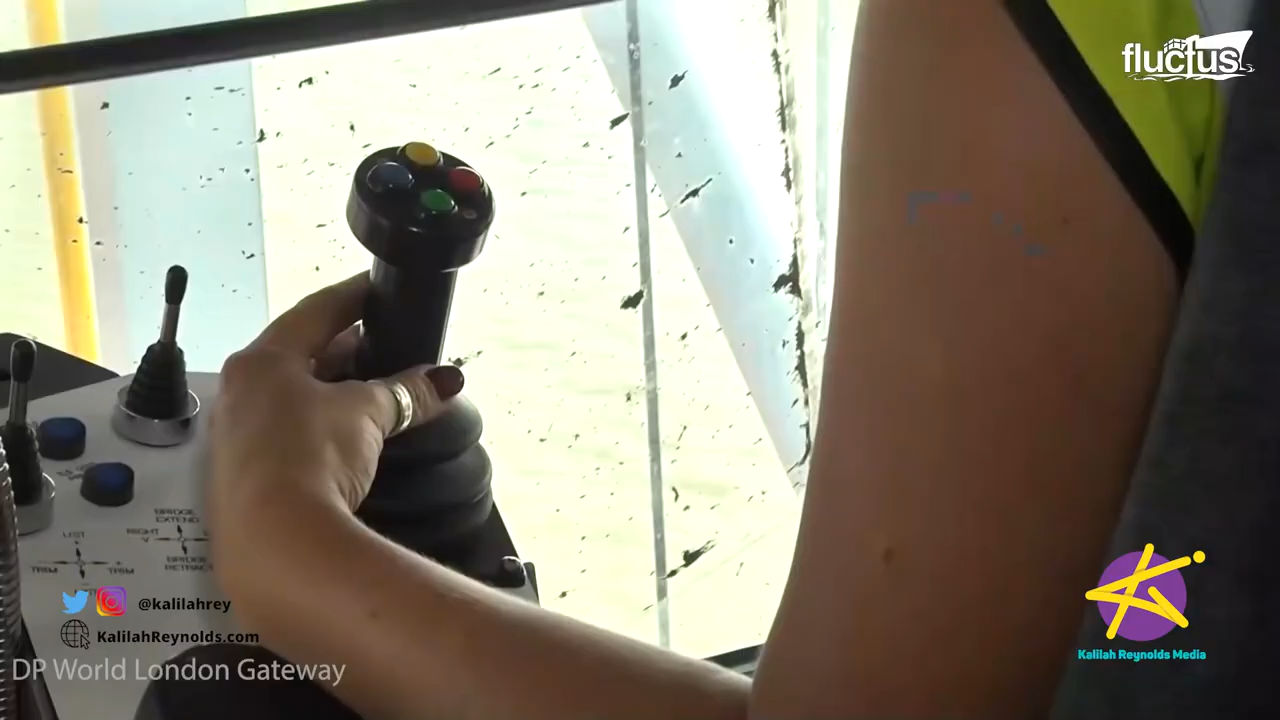 fluctus
BRIDGE
EXTEND
RIGHT
LIST
BRIDGE
RETRACT
TRIM TRIM
@kalilahrey
KalilahReynolds.com
DP World London Gateway
Kalilah Reynolds Media